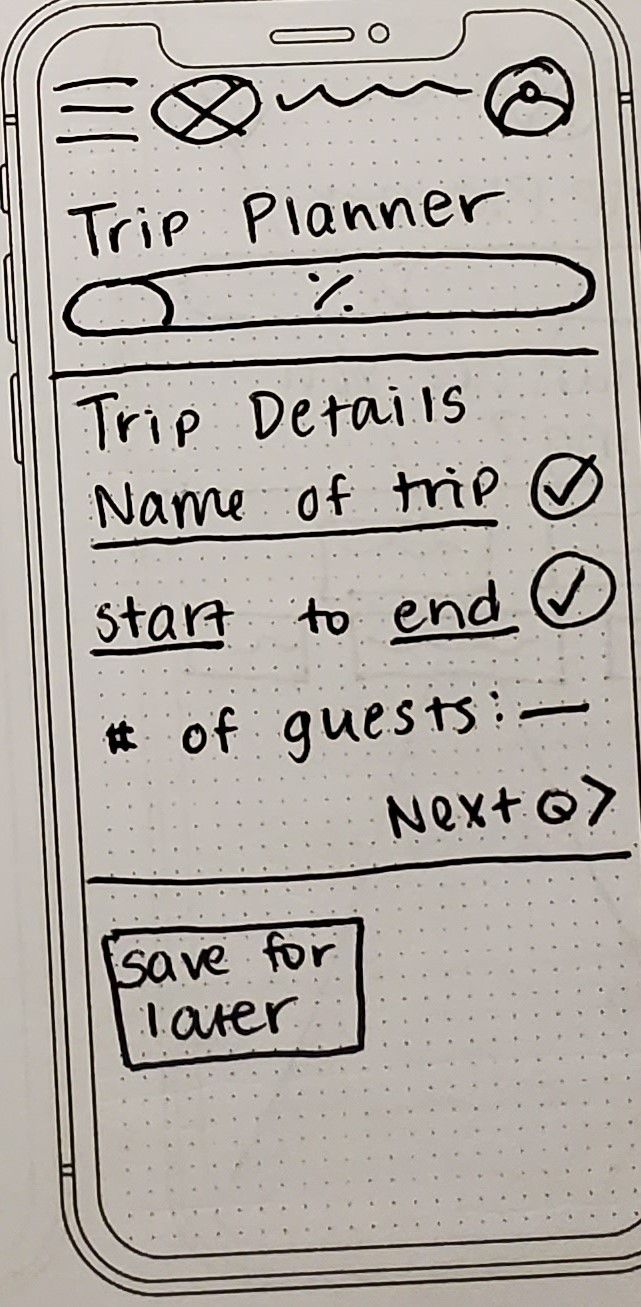 Trip Planner
%
Trip Details
Name of trip
start to end
# of guests:
Next Q >
Save for
later